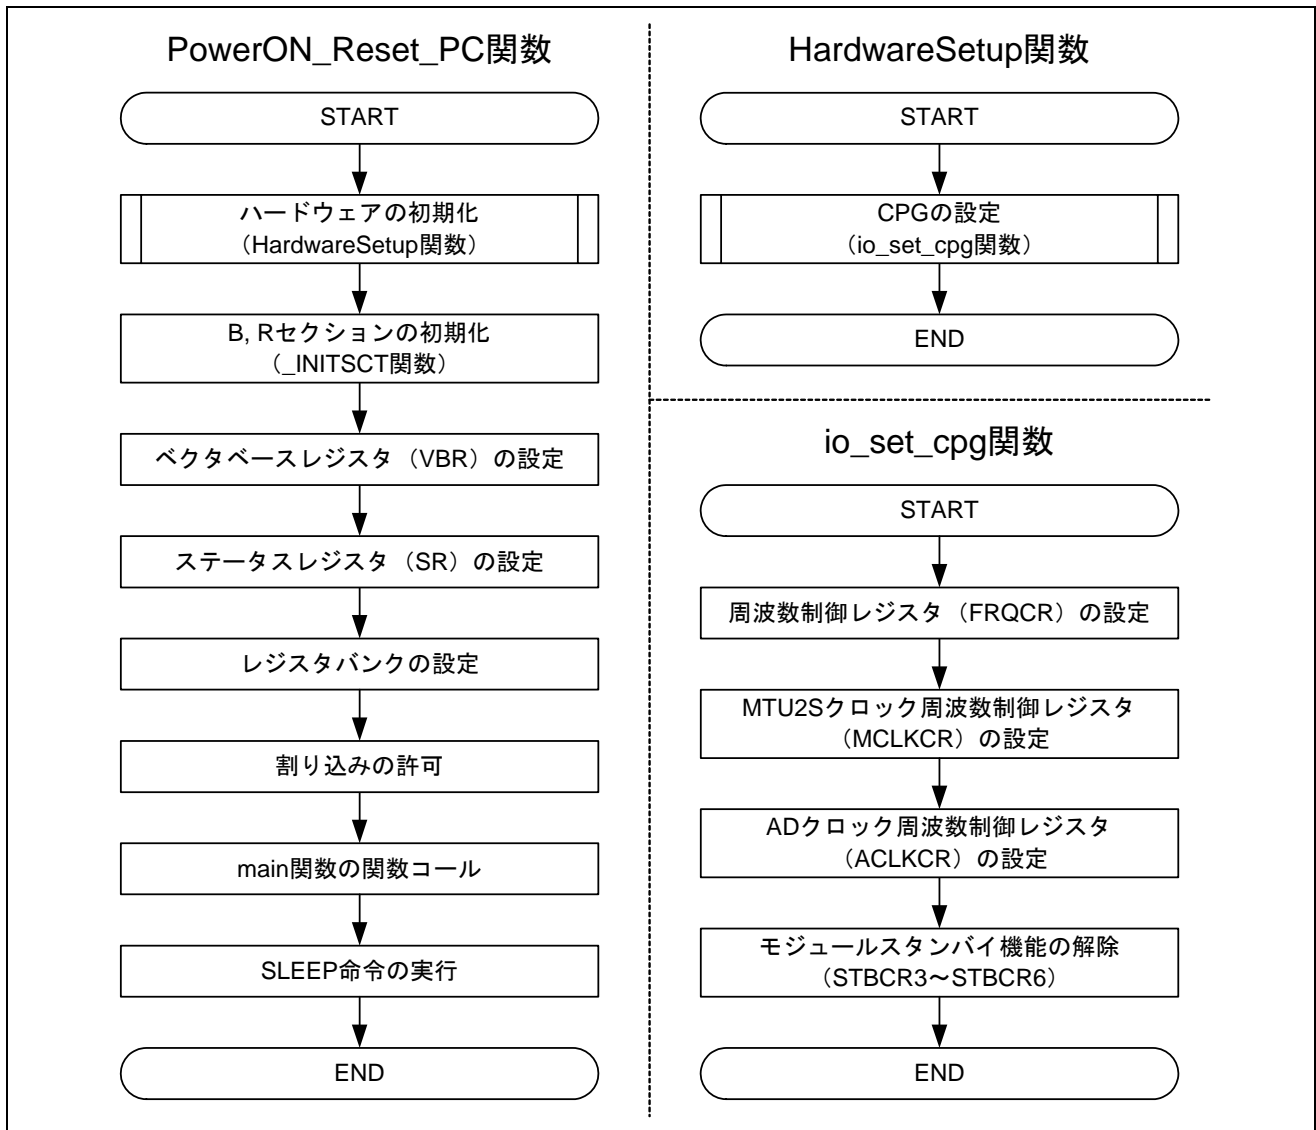 PowerON_Reset_PC関数
START
ハードウェアの初期化
（HardwareSetup関数）
B, Rセクションの初期化
（_INITSCT関数）
ベクタベースレジスタ（VBR）の設定
ステータスレジスタ（SR）の設定
レジスタバンクの設定
割り込みの許可
main関数の関数コール
SLEEP命令の実行
END
HardwareSetup関数
START
CPGの設定
（io_set_cpg関数）
END
io_set_cpg関数
START
周波数制御レジスタ（FRQCR）の設定
MTU2Sクロック周波数制御レジスタ
（MCLKCR）の設定
ADクロック周波数制御レジスタ
（ACLKCR）の設定
モジュールスタンバイ機能の解除
（STBCR3～STBCR6）
END